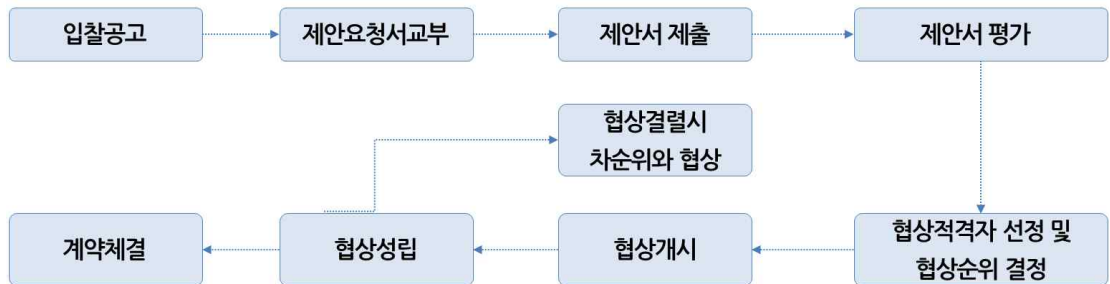 입찰공고
제안요청서교부
제안서 제출
제안서 평가
협상결렬시
차순위와 협상
계약체결
협상성립
협상개시
협상적격자 선정 및
협상순위 결정